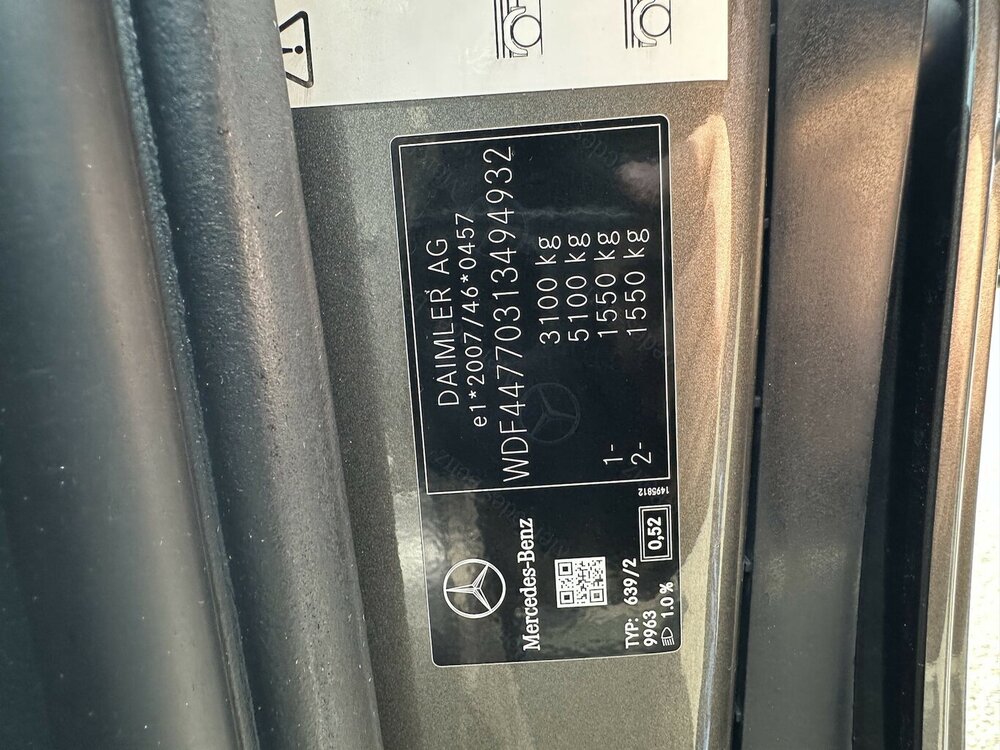 DAIMLER AG
e1*2007/46*0457
WDF44770313494932
3100 kg
5100 kg
1- 1550 kg
2- 1550 kg
Mercedes-Benz
TYP: 639/2
9963
1.0 %
0,52
1495812